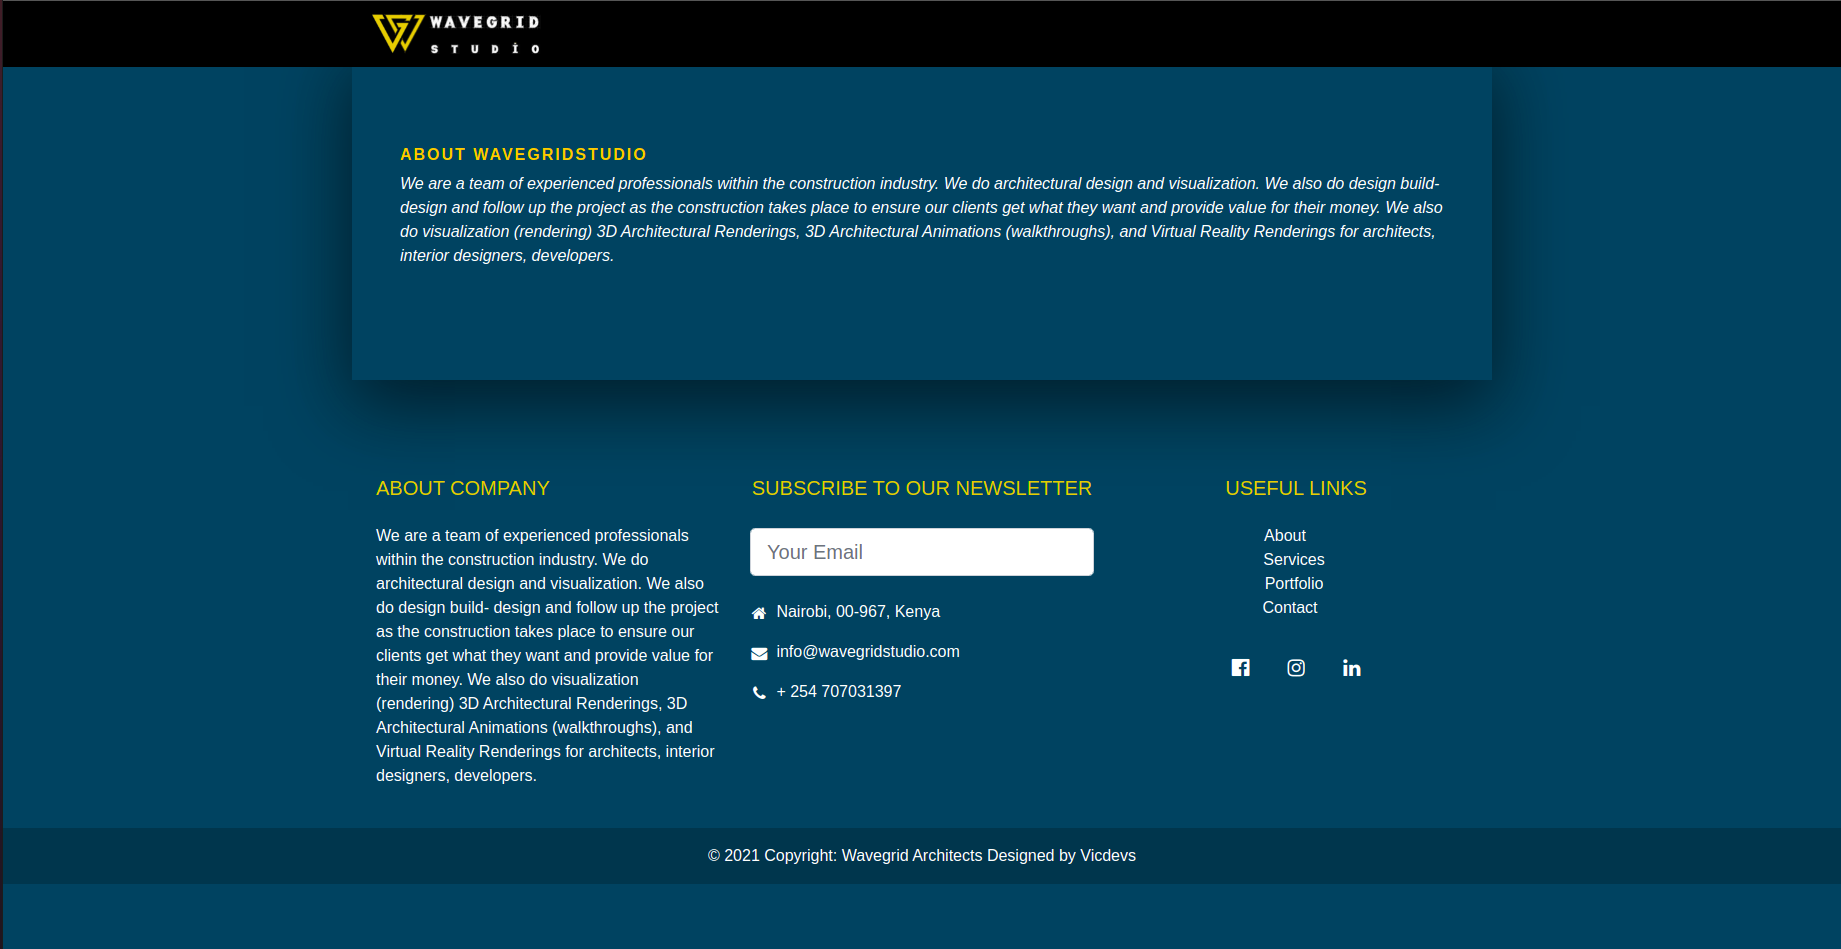 WAVEGRID
STUDİO
ABOUT WAVEGRIDSTUDIO
We are a team of experienced professionals within the construction industry. We do architectural design and visualization. We also do design build-
design and follow up the project as the construction takes place to ensure our clients get what they want and provide value for their money. We also
do visualization (rendering) 3D Architectural Renderings, 3D Architectural Animations (walkthroughs), and Virtual Reality Renderings for architects,
interior designers, developers.
ABOUT COMPANY
We are a team of experienced professionals
within the construction industry. We do
architectural design and visualization. We also
do design build- design and follow up the project
as the construction takes place to ensure our
clients get what they want and provide value for
their money. We also do visualization
(rendering) 3D Architectural Renderings, 3D
Architectural Animations (walkthroughs), and
Virtual Reality Renderings for architects, interior
designers, developers.
SUBSCRIBE TO OUR NEWSLETTER
Your Email
Nairobi, 00-967, Kenya
info@wavegridstudio.com
+ 254 707031397
USEFUL LINKS
About
Services
Portfolio
Contact
© 2021 Copyright: Wavegrid Architects Designed by Vicdevs